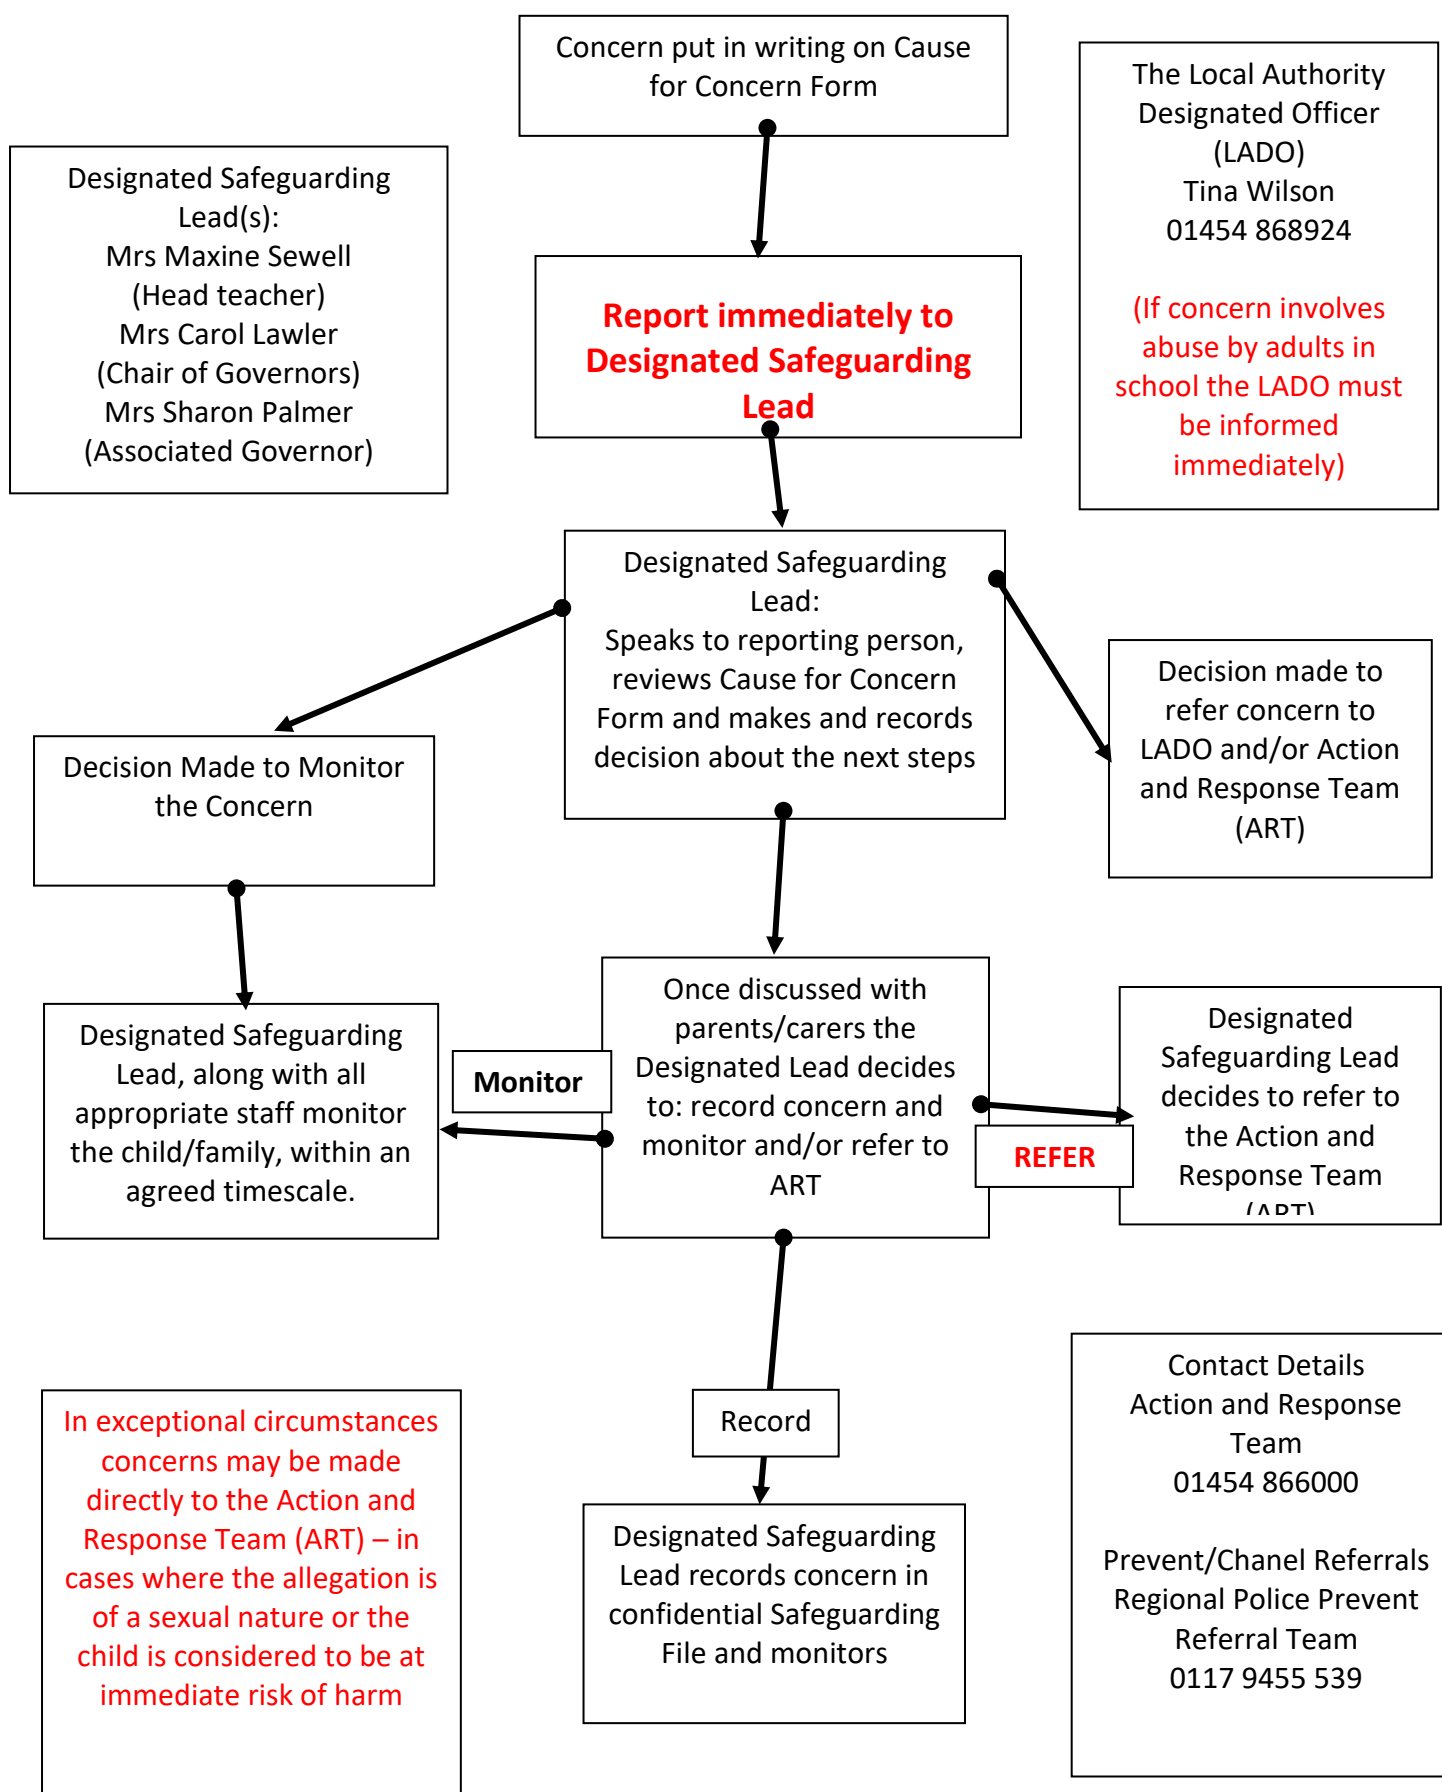 Concern put in writing on Cause
for Concern Form
The Local Authority
Designated Officer
(LADO)
Tina Wilson
01454 868924
(If concern involves
abuse by adults in
school the LADO must
be informed
immediately)
Designated Safeguarding
Lead(s):
Mrs Maxine Sewell
(Head teacher)
Mrs Carol Lawler
(Chair of Governors)
Mrs Sharon Palmer
(Associated Governor)
Report immediately to
Designated Safeguarding
Lead
Designated Safeguarding
Lead:
Speaks to reporting person,
reviews Cause for Concern
Form and makes and records
decision about the next steps
Decision made to
refer concern to
LADO and/or Action
and Response Team
(ART)
Decision Made to Monitor
the Concern
Once discussed with
parents/carers the
Designated Lead decides
to: record concern and
monitor and/or refer to
ART
Designated Safeguarding
Lead, along with all
appropriate staff monitor
the child/family, within an
agreed timescale.
Monitor
REFER
Designated
Safeguarding Lead
decides to refer to
the Action and
Response Team
(ART)
Record
Contact Details
Action and Response
Team
01454 866000
Prevent/Chanel Referrals
Regional Police Prevent
Referral Team
0117 9455 539
In exceptional circumstances
concerns may be made
directly to the Action and
Response Team (ART) – in
cases where the allegation is
of a sexual nature or the
child is considered to be at
immediate risk of harm
Designated Safeguarding
Lead records concern in
confidential Safeguarding
File and monitors